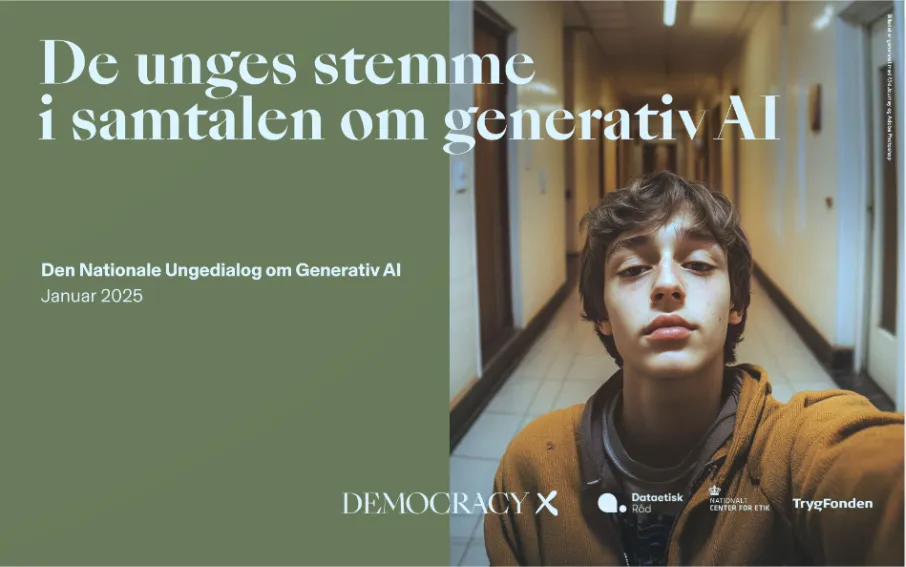 De unges stemme
i samtalen om generativ AI
Den Nationale Ungedialog om Generativ AI
Januar 2025
DEMOCRACY X
Dataetisk
Råd
NATIONALT
CENTER FOR ETIK
TrygFonden